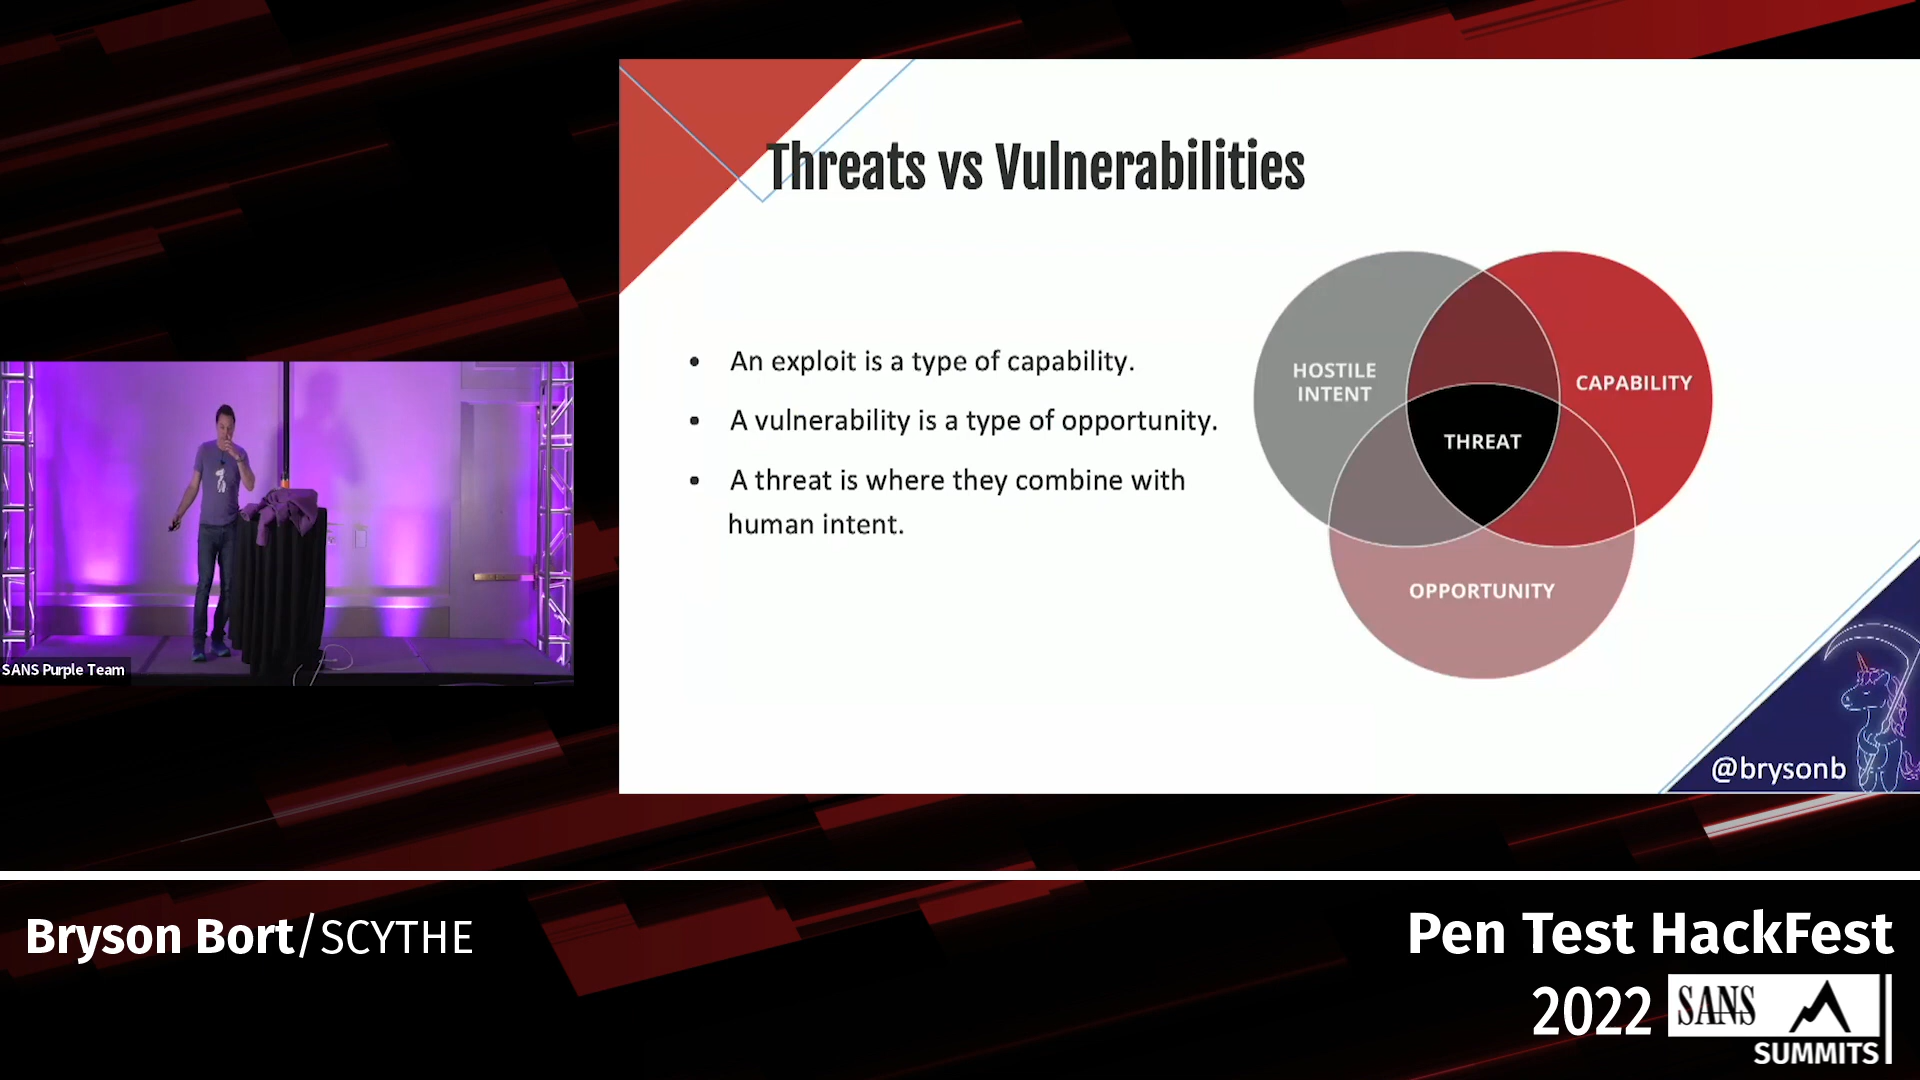 Threats vs Vulnerabilities
• An exploit is a type of capability.
• A vulnerability is a type of opportunity.
• A threat is where they combine with
human intent.
HOSTILE
INTENT
CAPABILITY
THREAT
OPPORTUNITY
@brysonb
SANS Purple Team
Bryson Bort/SCYTHE
Pen Test HackFest
2022
SANS
SUMMITS